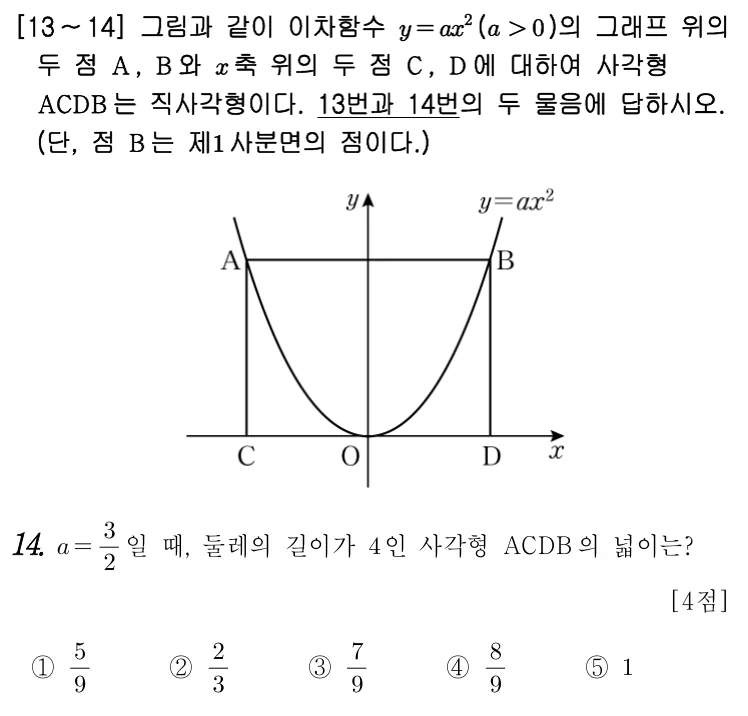 [13～14] 그림과 같이 이차함수 y=ax²(a>0)의 그래프 위의
두 점 A, B와 x축 위의 두 점 C, D에 대하여 사각형
ACDB는 직사각형이다. 13번과 14번의 두 물음에 답하시오.
(단, 점 B는 제1사분면의 점이다.)
y y=ax²
A B
C O D x
14. a=3/2일 때, 둘레의 길이가 4인 사각형 ACDB의 넓이는?
[4점]
① 5/9 ② 2/3 ③ 7/9 ④ 8/9 ⑤ 1